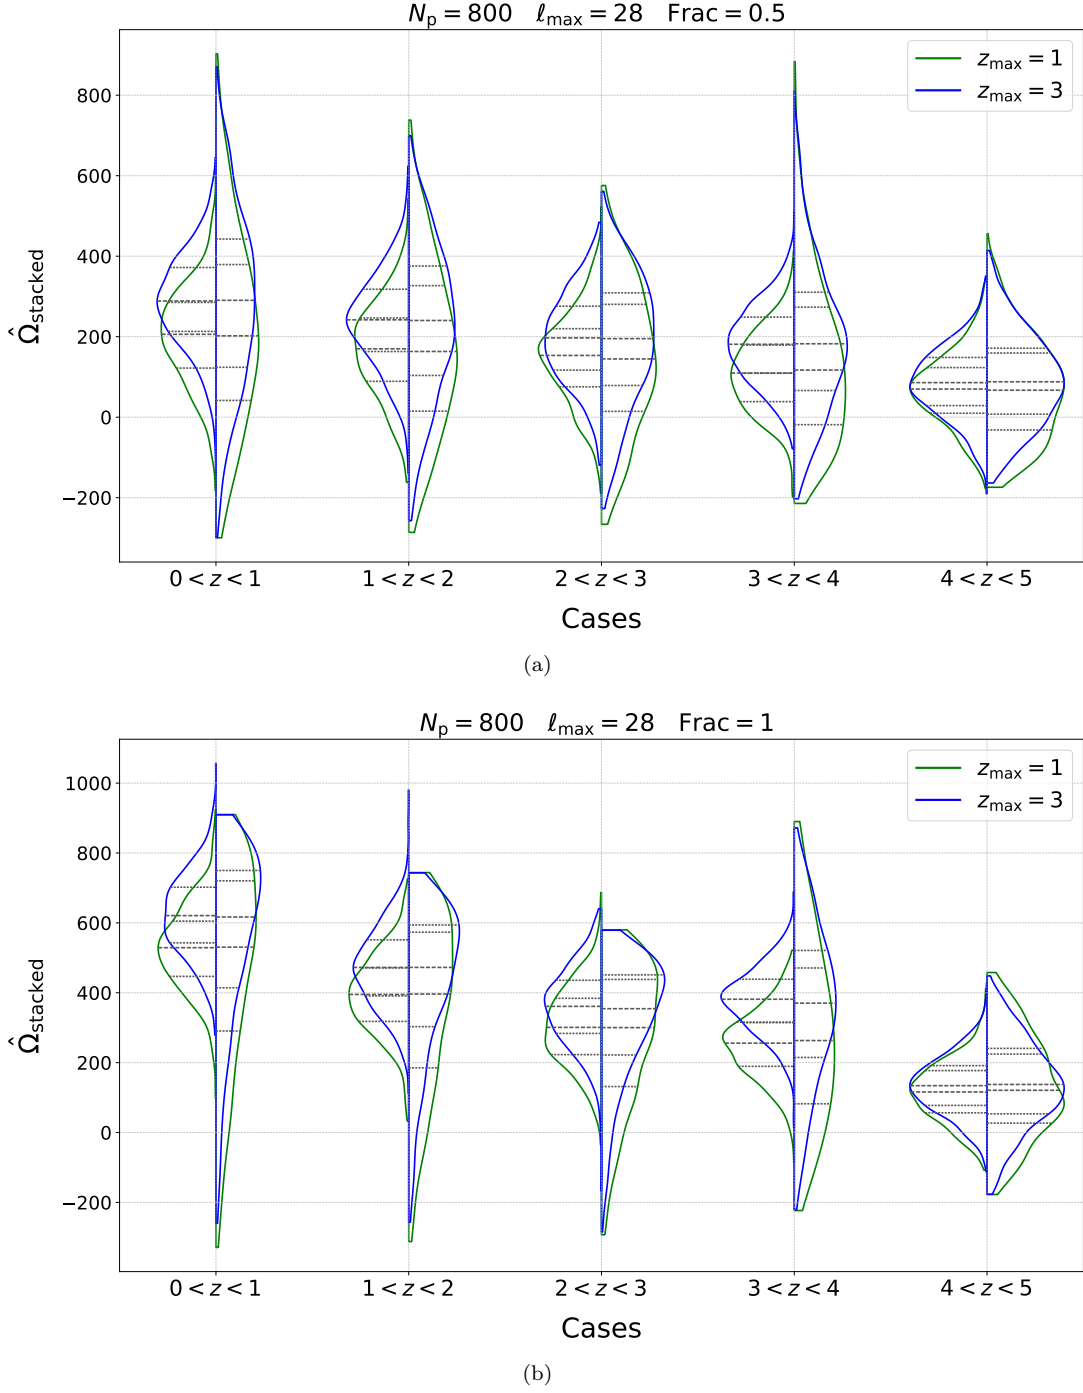 N_p = 800 ℓ_max = 28 Frac = 0.5
z_max = 1
z_max = 3
800
600
400
200
0
−200
Ω̂_stacked
0 < z < 1 1 < z < 2 2 < z < 3 3 < z < 4 4 < z < 5
Cases
(a)
N_p = 800 ℓ_max = 28 Frac = 1
z_max = 1
z_max = 3
1000
800
600
400
200
0
−200
Ω̂_stacked
0 < z < 1 1 < z < 2 2 < z < 3 3 < z < 4 4 < z < 5
Cases
(b)